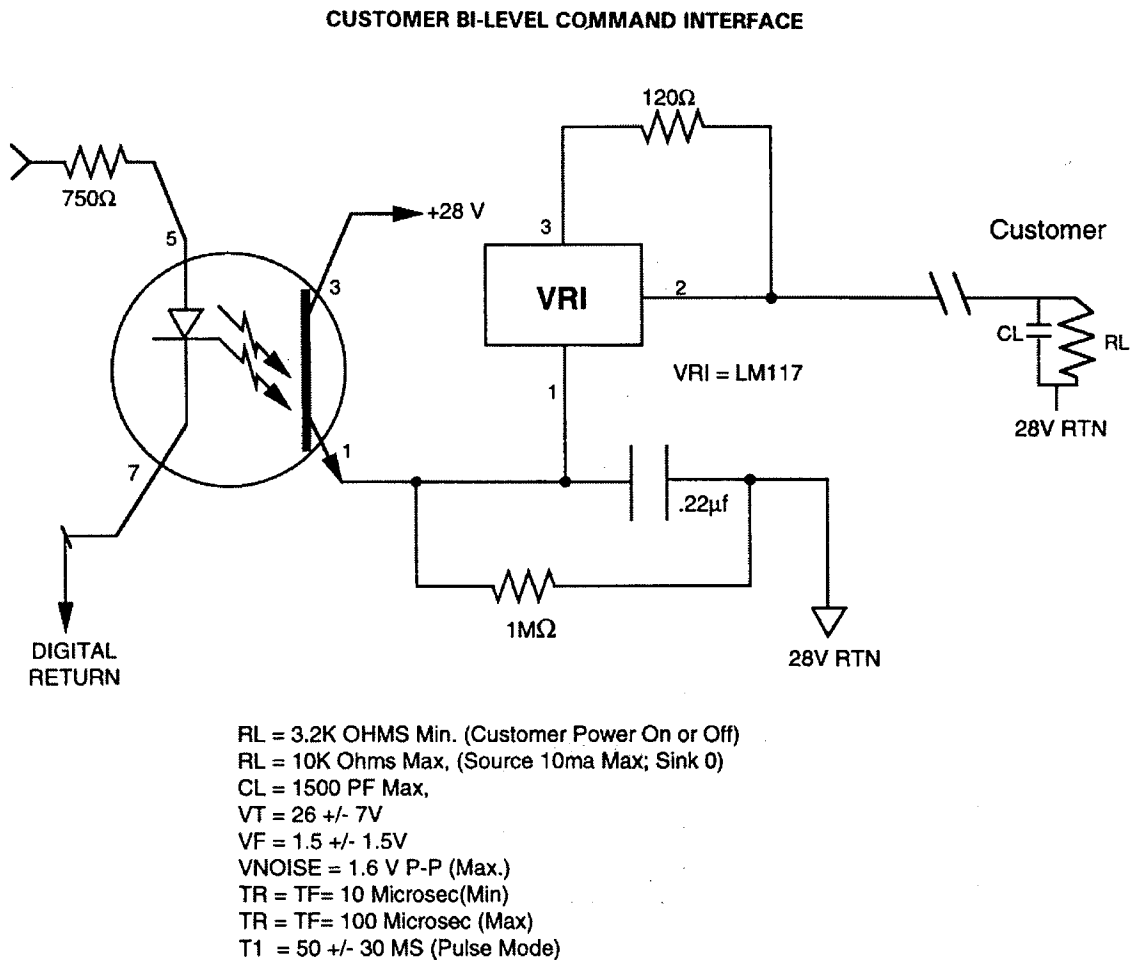 CUSTOMER BI-LEVEL COMMAND INTERFACE
120Ω
750Ω
+28 V
5
3
3
Customer
VRI
2
CL
RL
VRI = LM117
1
28V RTN
1
7
.22µf
1MΩ
28V RTN
DIGITAL
RETURN
RL = 3.2K OHMS Min. (Customer Power On or Off)
RL = 10K Ohms Max, (Source 10ma Max; Sink 0)
CL = 1500 PF Max,
VT = 26 +/- 7V
VF = 1.5 +/- 1.5V
VNOISE = 1.6 V P-P (Max.)
TR = TF= 10 Microsec(Min)
TR = TF= 100 Microsec (Max)
T1 = 50 +/- 30 MS (Pulse Mode)